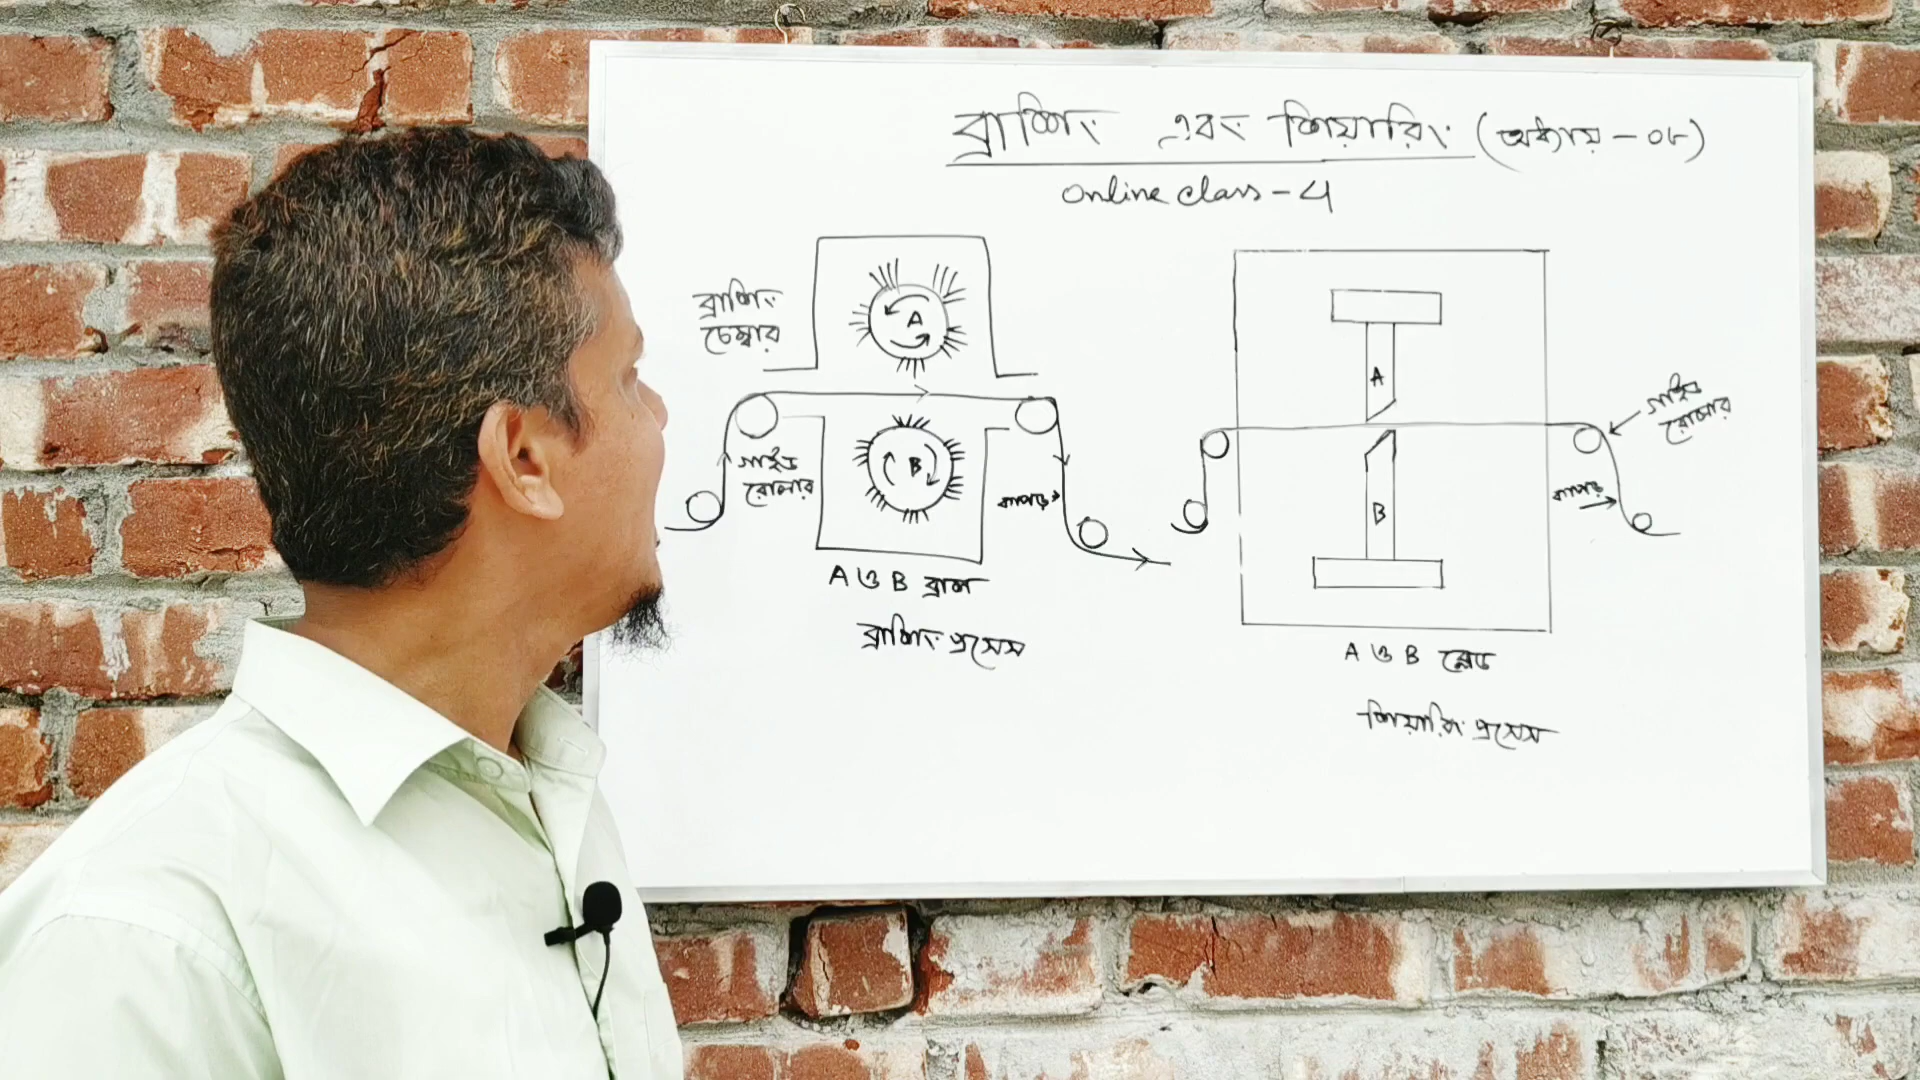 ব্রাশিং এবং শিয়ারিং (অধ্যায়-০৮)
Online class - 4
ব্রাশিং
চেম্বার
A
গাইড
রোলার
B
কাপড়
A ও B ব্রাশ
ব্রাশিং প্রসেস
A
গাইড
রোলার
কাপড়
B
A ও B ব্লেড
শিয়ারিং প্রসেস